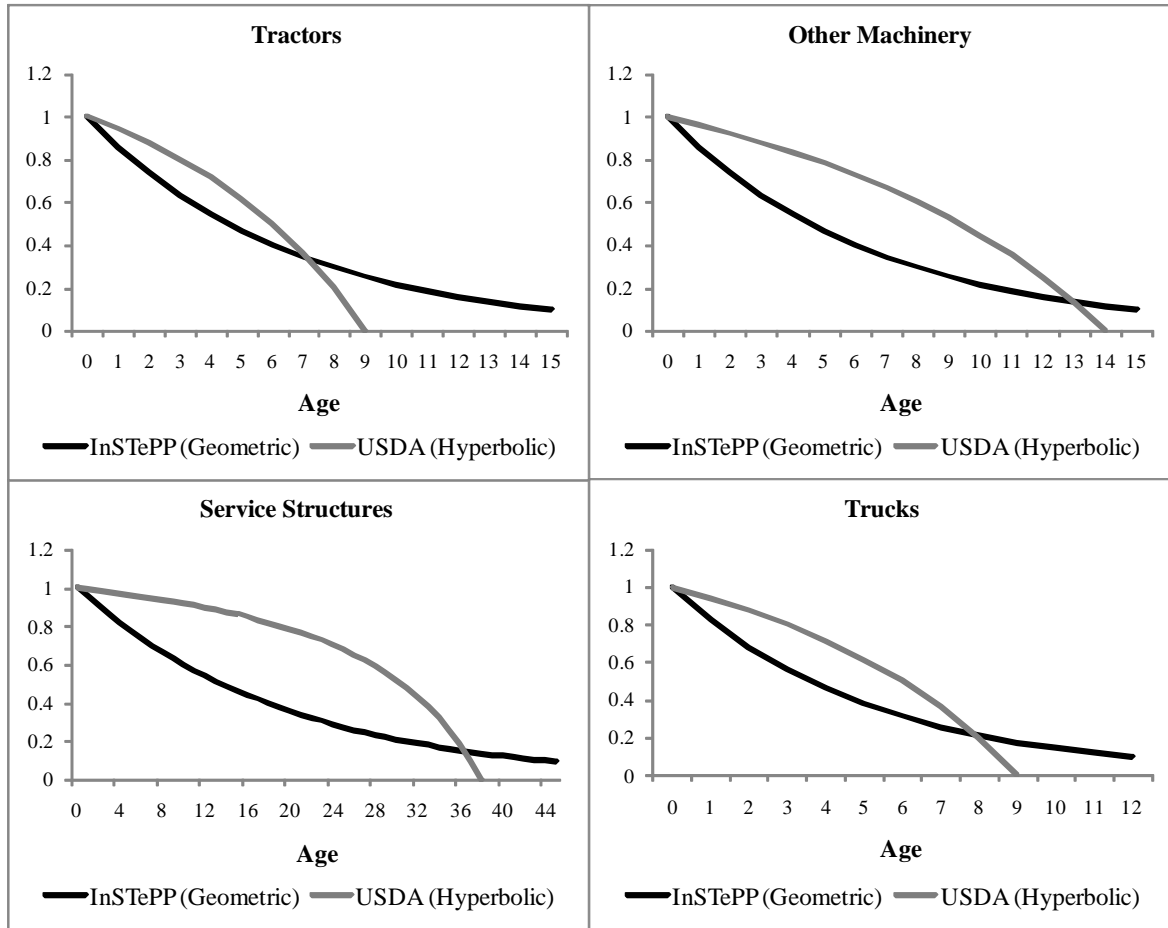 Tractors
1.2
1
0.8
0.6
0.4
0.2
0
0 1 2 3 4 5 6 7 8 9 10 11 12 13 14 15
Age
InSTePP (Geometric) USDA (Hyperbolic)
Other Machinery
1.2
1
0.8
0.6
0.4
0.2
0
0 1 2 3 4 5 6 7 8 9 10 11 12 13 14 15
Age
InSTePP (Geometric) USDA (Hyperbolic)
Service Structures
1.2
1
0.8
0.6
0.4
0.2
0
0 4 8 12 16 20 24 28 32 36 40 44
Age
InSTePP (Geometric) USDA (Hyperbolic)
Trucks
1.2
1
0.8
0.6
0.4
0.2
0
0 1 2 3 4 5 6 7 8 9 10 11 12
Age
InSTePP (Geometric) USDA (Hyperbolic)